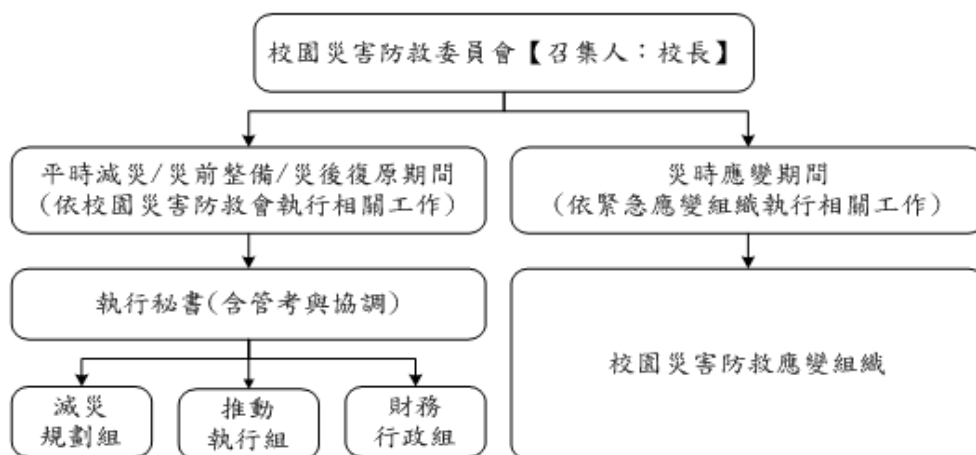 校園災害防救委員會【召集人：校長】
平時減災/災前整備/災後復原期間
(依校園災害防救會執行相關工作)
災時應變期間
(依緊急應變組織執行相關工作)
執行秘書(含管考與協調)
校園災害防救應變組織
減災
規劃組
推動
執行組
財務
行政組